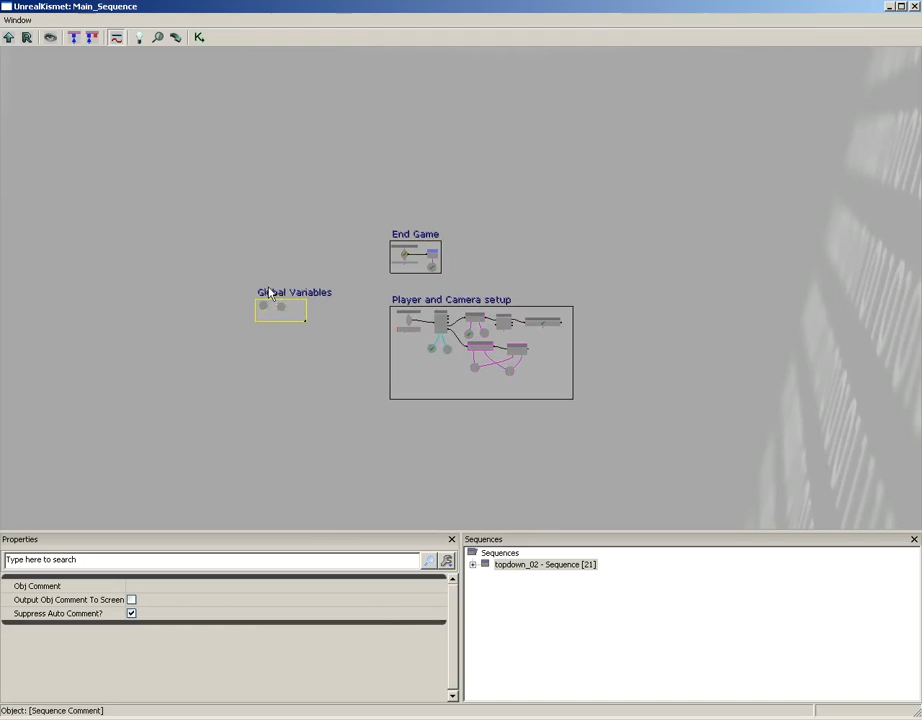 UnrealKismet: Main_Sequence
Window
End Game
Global Variables
Player and Camera setup
Properties
Type here to search
Obj Comment
Output Obj Comment To Screen
Suppress Auto Comment?
Sequences
Sequences
topdown_02 - Sequence [21]
Object: [Sequence Comment]